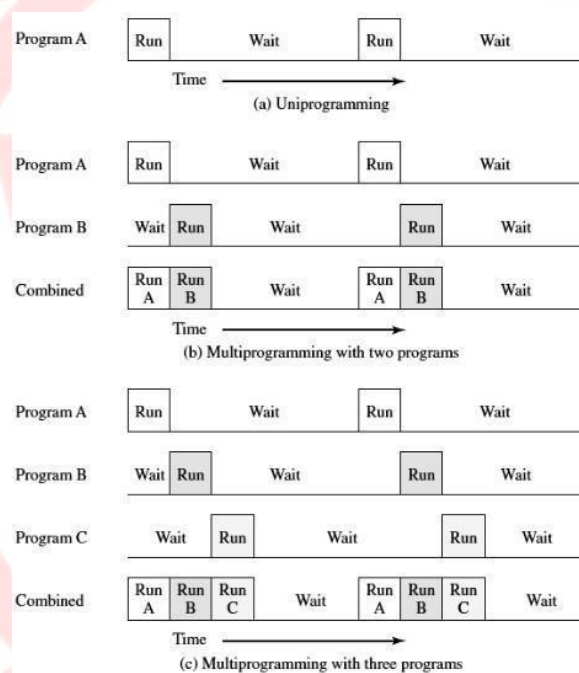 Program A Run Wait Run Wait
Time
(a) Uniprogramming
Program A Run Wait Run Wait
Program B Wait Run Wait Run Wait
Combined Run A Run B Wait Run A Run B Wait
Time
(b) Multiprogramming with two programs
Program A Run Wait Run Wait
Program B Wait Run Wait Run Wait
Program C Wait Run Wait Run Wait
Combined Run A Run B Run C Wait Run A Run B Run C Wait
Time
(c) Multiprogramming with three programs